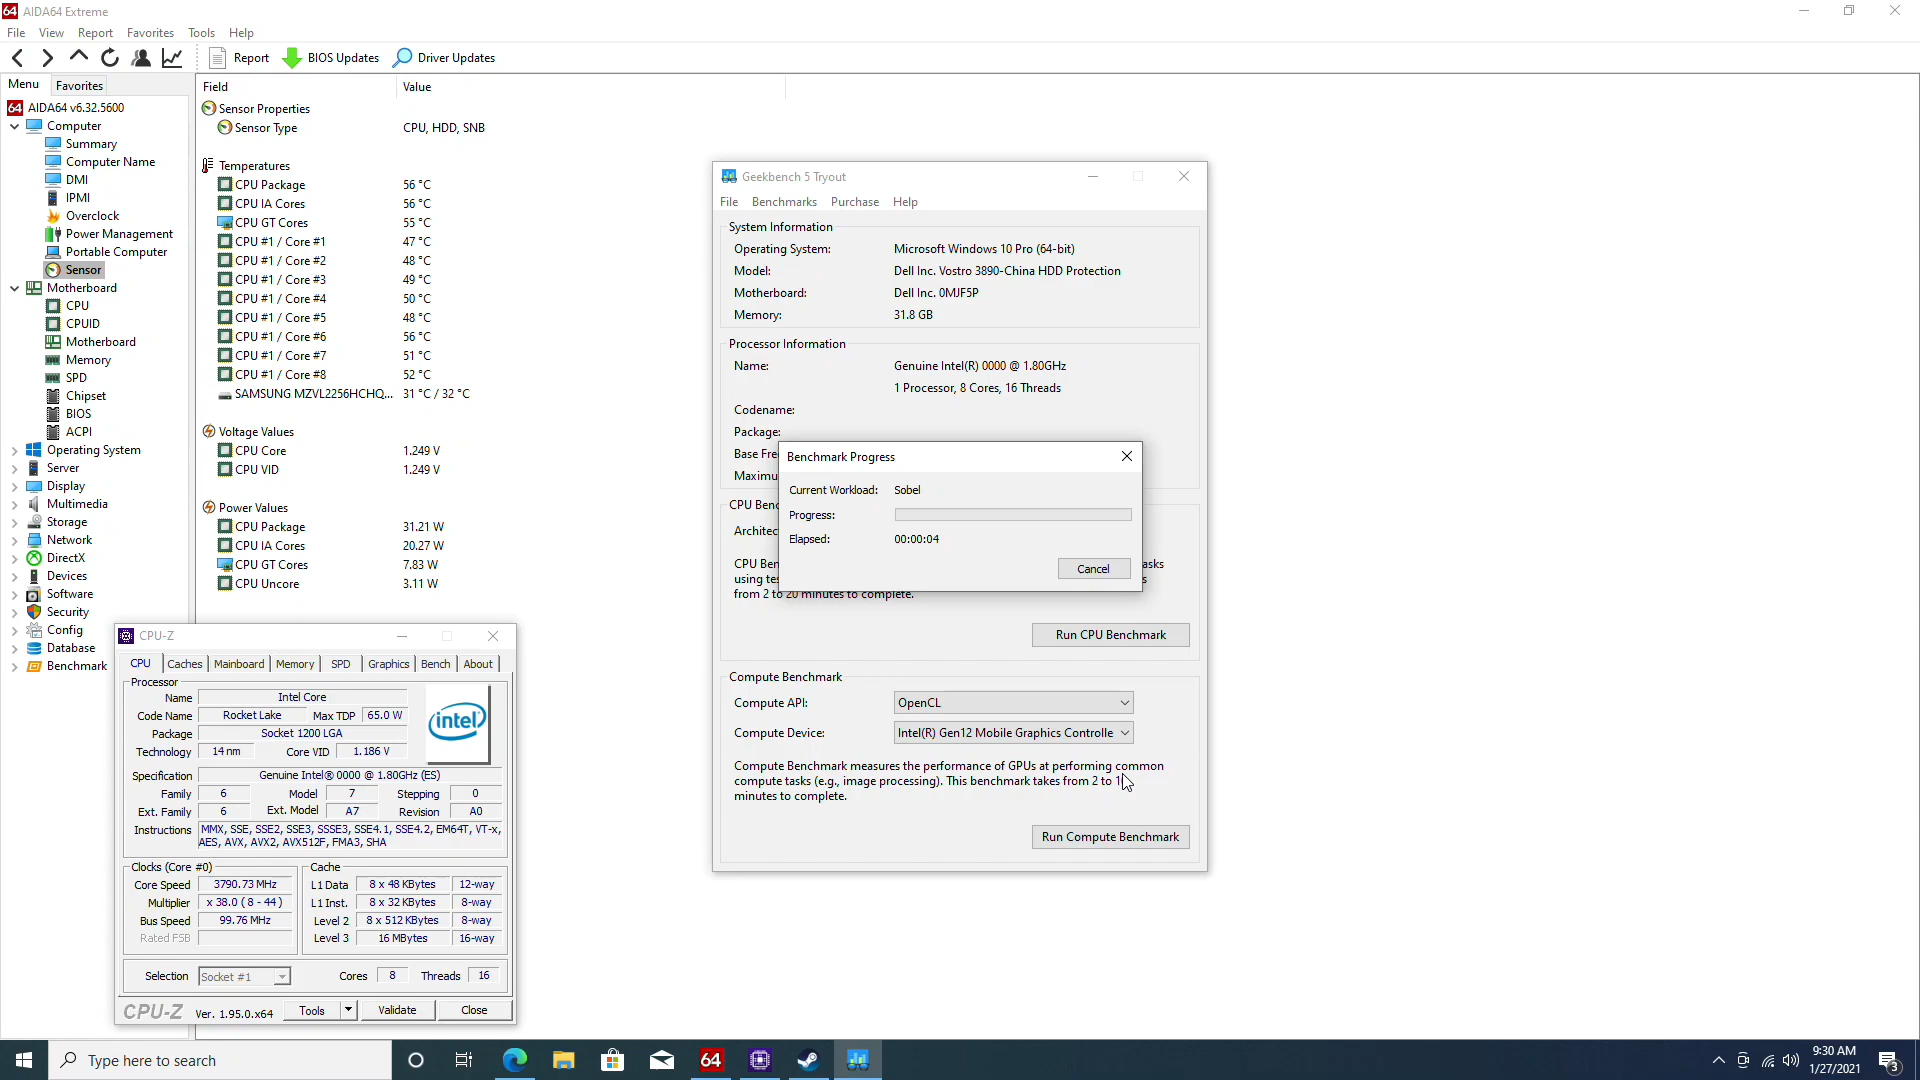 64 AIDA64 Extreme
File View Report Favorites Tools Help
Report BIOS Updates Driver Updates
Menu Favorites
64 AIDA64 v6.32.5600
Computer
Summary
Computer Name
DMI
IPMI
Overclock
Power Management
Portable Computer
Sensor
Motherboard
CPU
CPUID
Motherboard
Memory
SPD
Chipset
BIOS
ACPI
Operating System
Server
Display
Multimedia
Storage
Network
DirectX
Devices
Software
Security
Config
Database
Benchmark
Field Value
Sensor Properties
Sensor Type CPU, HDD, SNB
Temperatures
CPU Package 56 °C
CPU IA Cores 56 °C
CPU GT Cores 55 °C
CPU #1 / Core #1 47 °C
CPU #1 / Core #2 48 °C
CPU #1 / Core #3 49 °C
CPU #1 / Core #4 50 °C
CPU #1 / Core #5 48 °C
CPU #1 / Core #6 56 °C
CPU #1 / Core #7 51 °C
CPU #1 / Core #8 52 °C
SAMSUNG MZVL2256HCHQ... 31 °C / 32 °C
Voltage Values
CPU Core 1.249 V
CPU VID 1.249 V
Power Values
CPU Package 31.21 W
CPU IA Cores 20.27 W
CPU GT Cores 7.83 W
CPU Uncore 3.11 W
Geekbench 5 Tryout
File Benchmarks Purchase Help
System Information
Operating System: Microsoft Windows 10 Pro (64-bit)
Model: Dell Inc. Vostro 3890-China HDD Protection
Motherboard: Dell Inc. 0MJF5P
Memory: 31.8 GB
Processor Information
Name: Genuine Intel(R) 0000 @ 1.80GHz
1 Processor, 8 Cores, 16 Threads
Codename:
Package:
Base Fre
Maximu
CPU Benc
Architec
CPU Ben asks
using tes s
from 2 to 20 minutes to complete.
Run CPU Benchmark
Benchmark Progress
Current Workload: Sobel
Progress:
Elapsed: 00:00:04
Cancel
Compute Benchmark
Compute API: OpenCL
Compute Device: Intel(R) Gen12 Mobile Graphics Controlle
Compute Benchmark measures the performance of GPUs at performing common
compute tasks (e.g., image processing). This benchmark takes from 2 to
minutes to complete.
Run Compute Benchmark
CPU-Z
CPU Caches Mainboard Memory SPD Graphics Bench About
Processor
Name Intel Core
Code Name Rocket Lake Max TDP 65.0 W
Package Socket 1200 LGA
Technology 14 nm Core VID 1.186 V
intel
Specification Genuine Intel® 0000 @ 1.80GHz (ES)
Family 6 Model 7 Stepping 0
Ext. Family 6 Ext. Model A7 Revision A0
Instructions MMX, SSE, SSE2, SSE3, SSSE3, SSE4.1, SSE4.2, EM64T, VT-x,
AES, AVX, AVX2, AVX512F, FMA3, SHA
Clocks (Core #0)
Core Speed 3790.73 MHz
Multiplier x 38.0 ( 8 - 44 )
Bus Speed 99.76 MHz
Rated FSB
Cache
L1 Data 8 x 48 KBytes 12-way
L1 Inst. 8 x 32 KBytes 8-way
Level 2 8 x 512 KBytes 8-way
Level 3 16 MBytes 16-way
Selection Socket #1 Cores 8 Threads 16
CPU-Z Ver. 1.95.0.x64 Tools Validate Close
Type here to search
64
9:30 AM
1/27/2021
3